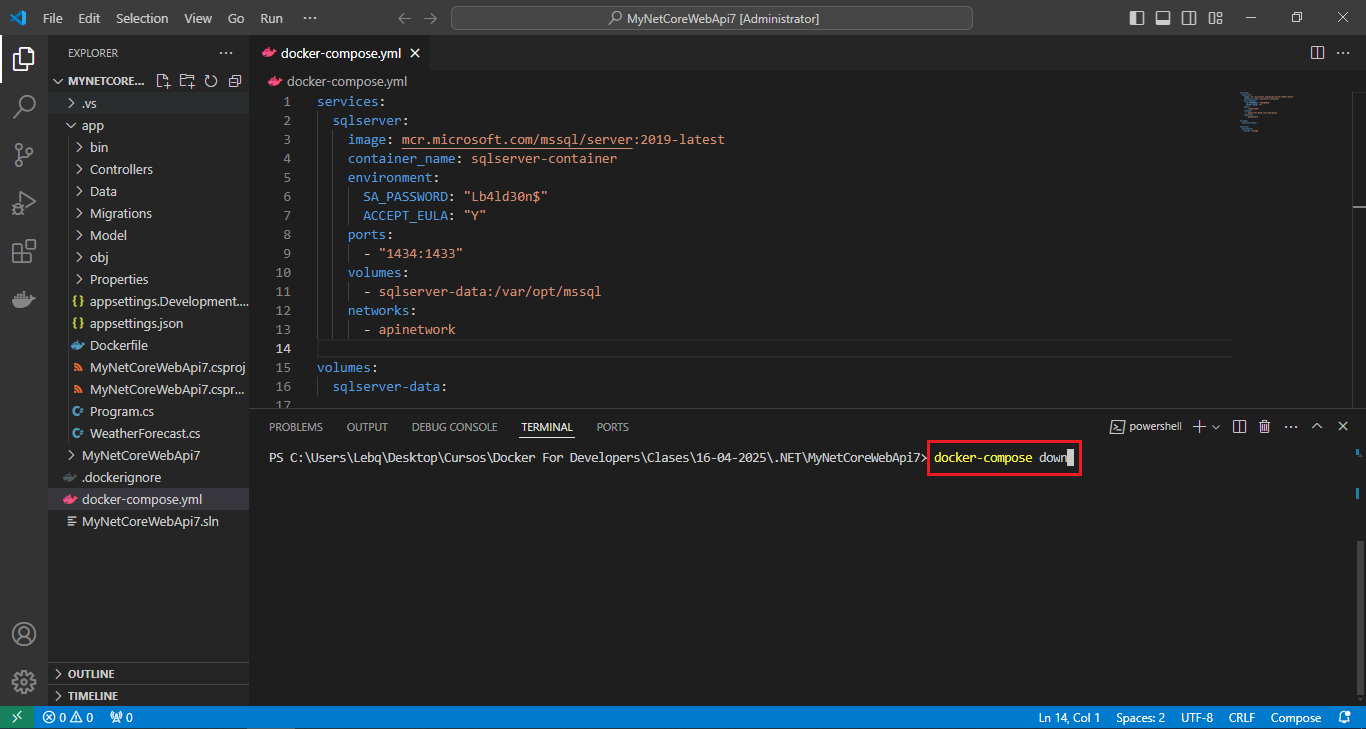 File Edit Selection View Go Run ··· MyNetCoreWebApi7 [Administrator]
EXPLORER ···
MYNETCORE...
.vs
app
bin
Controllers
Data
Migrations
Model
obj
Properties
{} appsettings.Development....
{} appsettings.json
Dockerfile
MyNetCoreWebApi7.csproj
MyNetCoreWebApi7.cspr...
C# Program.cs
C# WeatherForecast.cs
MyNetCoreWebApi7
.dockerignore
docker-compose.yml
MyNetCoreWebApi7.sln
OUTLINE
TIMELINE
docker-compose.yml
docker-compose.yml
1 services:
2 sqlserver:
3 image: mcr.microsoft.com/mssql/server:2019-latest
4 container_name: sqlserver-container
5 environment:
6 SA_PASSWORD: "Lb4ld30n$"
7 ACCEPT_EULA: "Y"
8 ports:
9 - "1434:1433"
10 volumes:
11 - sqlserver-data:/var/opt/mssql
12 networks:
13 - apinetwork
14
15 volumes:
16 sqlserver-data:
17
PROBLEMS OUTPUT DEBUG CONSOLE TERMINAL PORTS powershell ···
PS C:\Users\Lebq\Desktop\Cursos\Docker For Developers\Clases\16-04-2025\.NET\MyNetCoreWebApi7> docker-compose down
0 0 0 Ln 14, Col 1 Spaces: 2 UTF-8 CRLF Compose